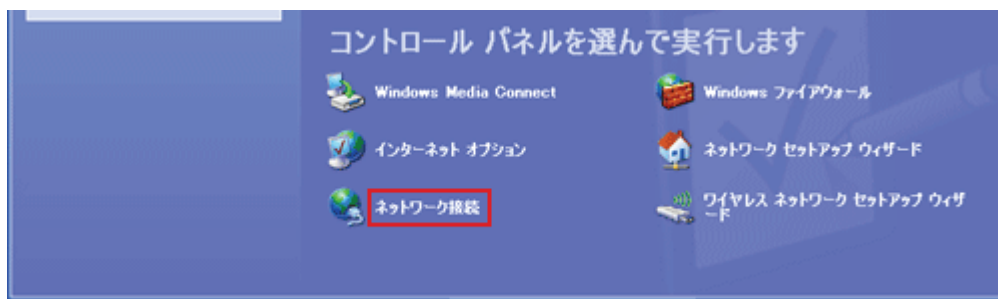 コントロール パネルを選んで実行します
Windows Media Connect
Windows ファイアウォール
インターネット オプション
ネットワーク セットアップ ウィザード
ネットワーク接続
ワイヤレス ネットワーク セットアップ ウィザ
ード